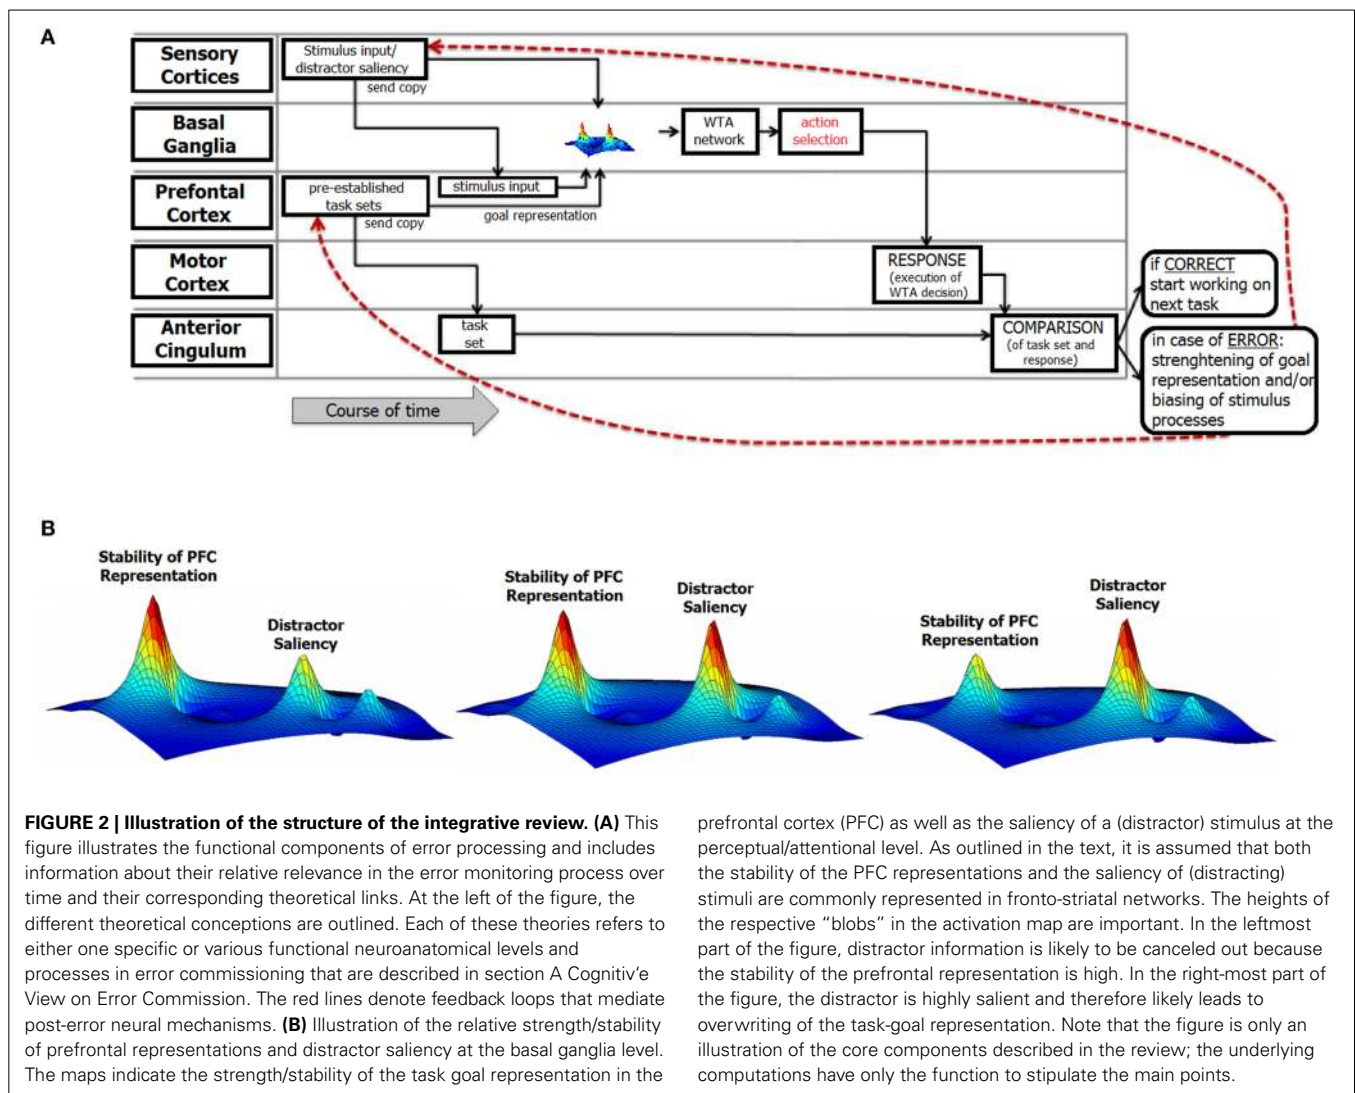 A
Sensory
Cortices
Stimulus input/
distractor saliency
send copy
Basal
Ganglia
WTA
network
action
selection
Prefontal
Cortex
pre-established
task sets
send copy
stimulus input
goal representation
Motor
Cortex
RESPONSE
(execution of
WTA decision)
if CORRECT
start working on
next task
Anterior
Cingulum
task
set
COMPARISON
(of task set and
response)
in case of ERROR:
strenghtening of goal
representation and/or
biasing of stimulus
processes
Course of time
B
Stability of PFC
Representation
Distractor
Saliency
Stability of PFC
Representation
Distractor
Saliency
Stability of PFC
Representation
Distractor
Saliency
FIGURE 2 | Illustration of the structure of the integrative review. (A) This
figure illustrates the functional components of error processing and includes
information about their relative relevance in the error monitoring process over
time and their corresponding theoretical links. At the left of the figure, the
different theoretical conceptions are outlined. Each of these theories refers to
either one specific or various functional neuroanatomical levels and
processes in error commissioning that are described in section A Cognitiv'e
View on Error Commission. The red lines denote feedback loops that mediate
post-error neural mechanisms. (B) Illustration of the relative strength/stability
of prefrontal representations and distractor saliency at the basal ganglia level.
The maps indicate the strength/stability of the task goal representation in the
prefrontal cortex (PFC) as well as the saliency of a (distractor) stimulus at the
perceptual/attentional level. As outlined in the text, it is assumed that both
the stability of the PFC representations and the saliency of (distracting)
stimuli are commonly represented in fronto-striatal networks. The heights of
the respective "blobs" in the activation map are important. In the leftmost
part of the figure, distractor information is likely to be canceled out because
the stability of the prefrontal representation is high. In the right-most part of
the figure, the distractor is highly salient and therefore likely leads to
overwriting of the task-goal representation. Note that the figure is only an
illustration of the core components described in the review; the underlying
computations have only the function to stipulate the main points.